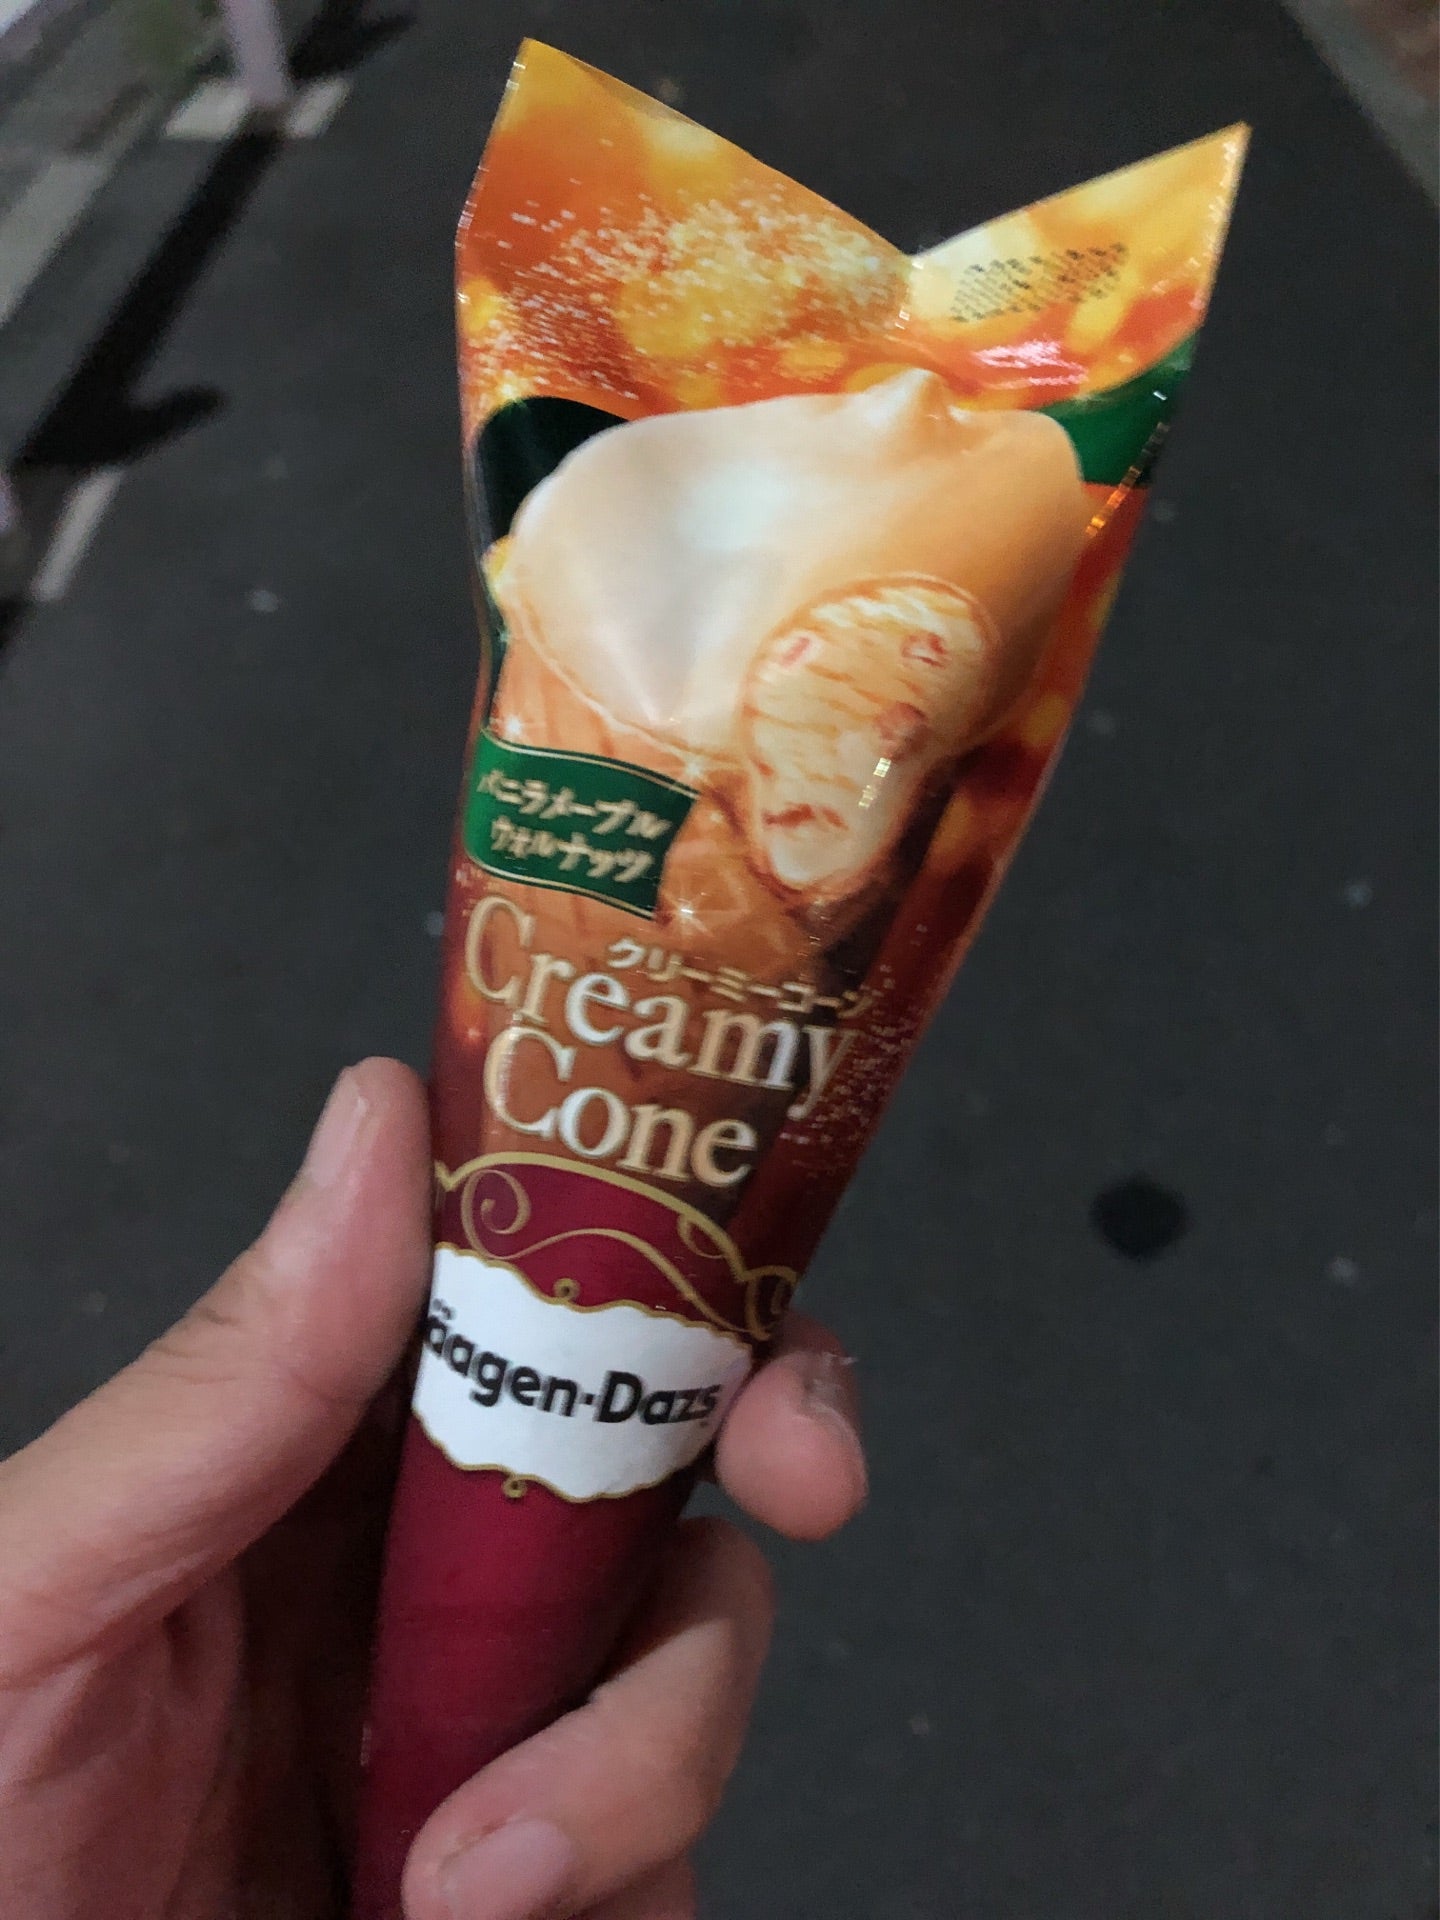 バニラメープル
ウォルナッツ
クリーミーコーン
Creamy
Cone
äagen-Dazs